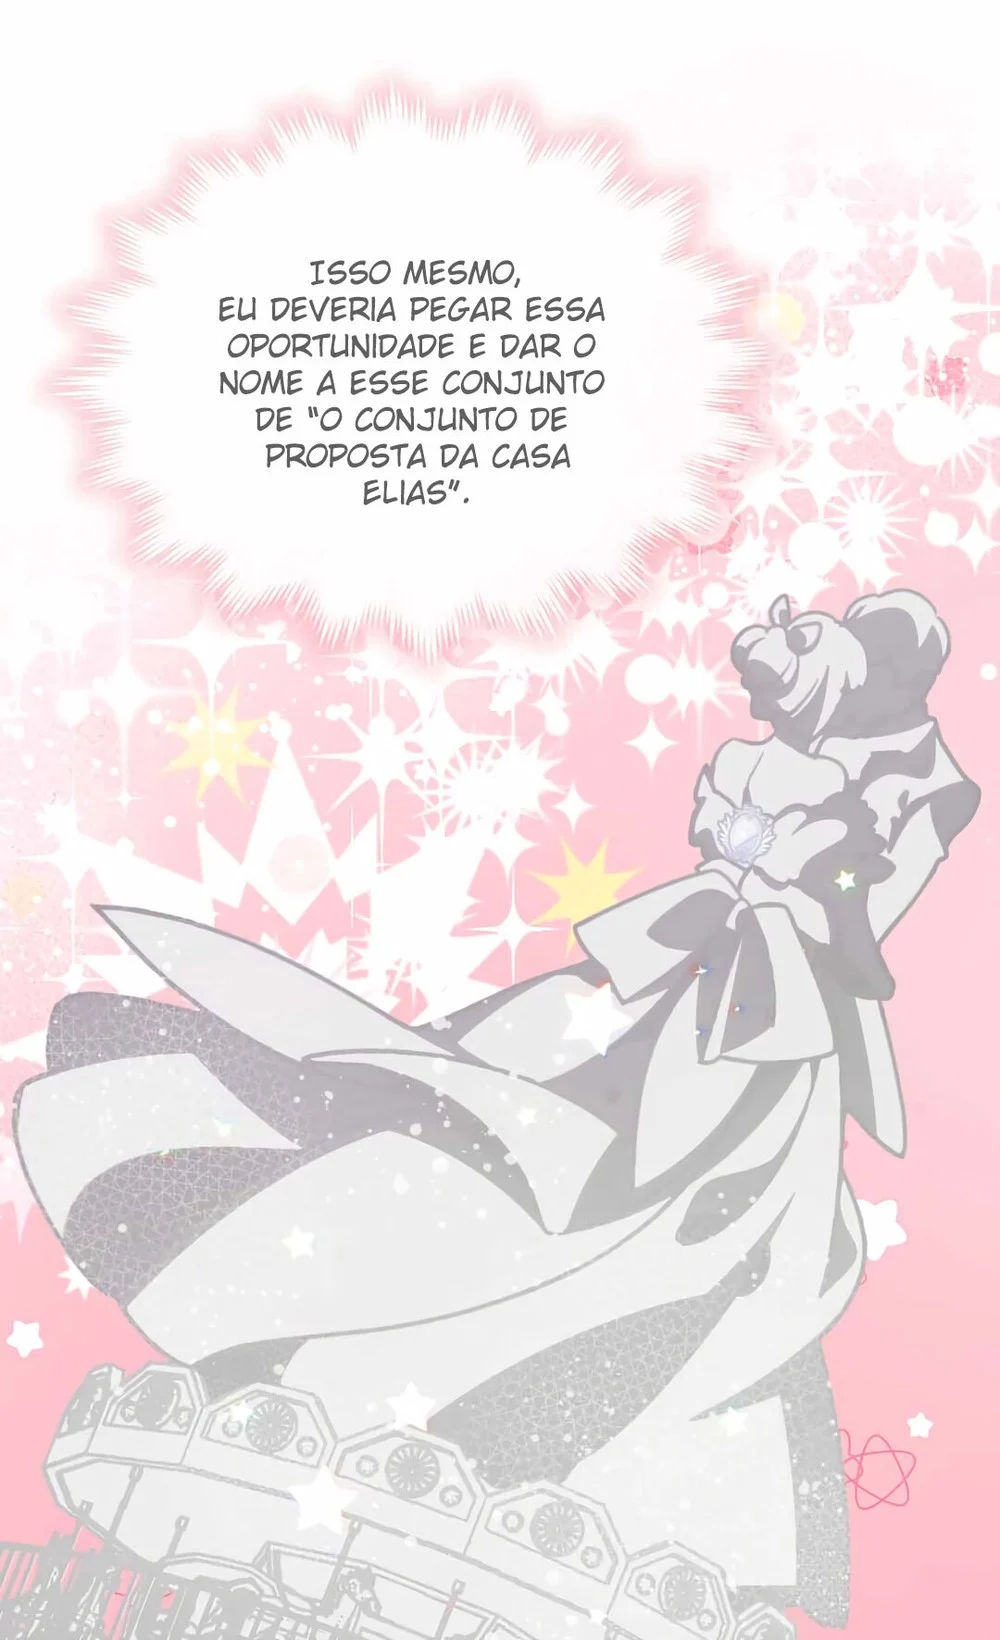 ISSO MESMO,
EU DEVERIA PEGAR ESSA
OPORTUNIDADE E DAR O
NOME A ESSE CONJUNTO
DE "O CONJUNTO DE
PROPOSTA DA CASA
ELIAS".